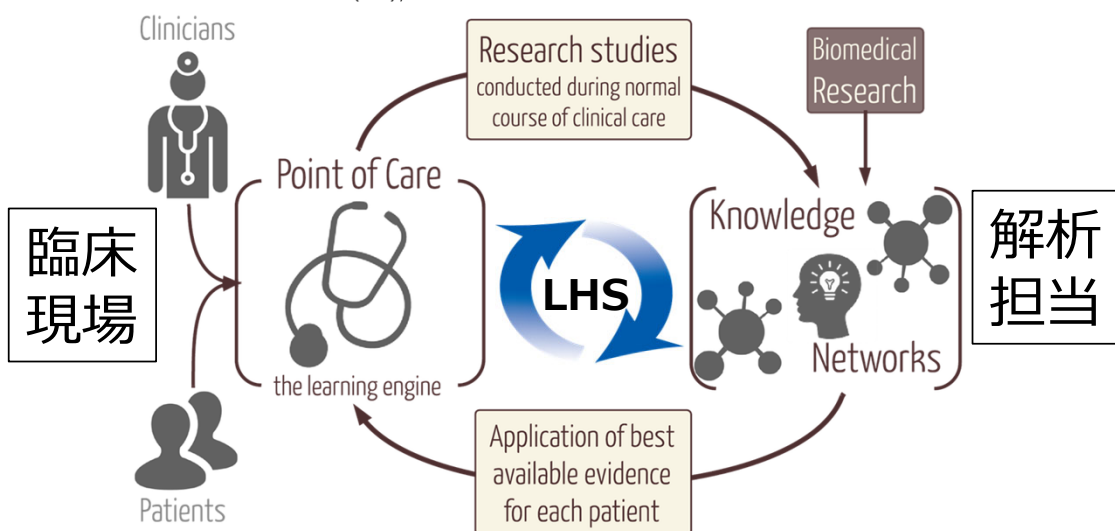 Clinicians
Research studies
conducted during normal
course of clinical care
Biomedical
Research
Point of Care
the learning engine
臨床
現場
LHS
Knowledge
Networks
解析
担当
Application of best
available evidence
for each patient
Patients